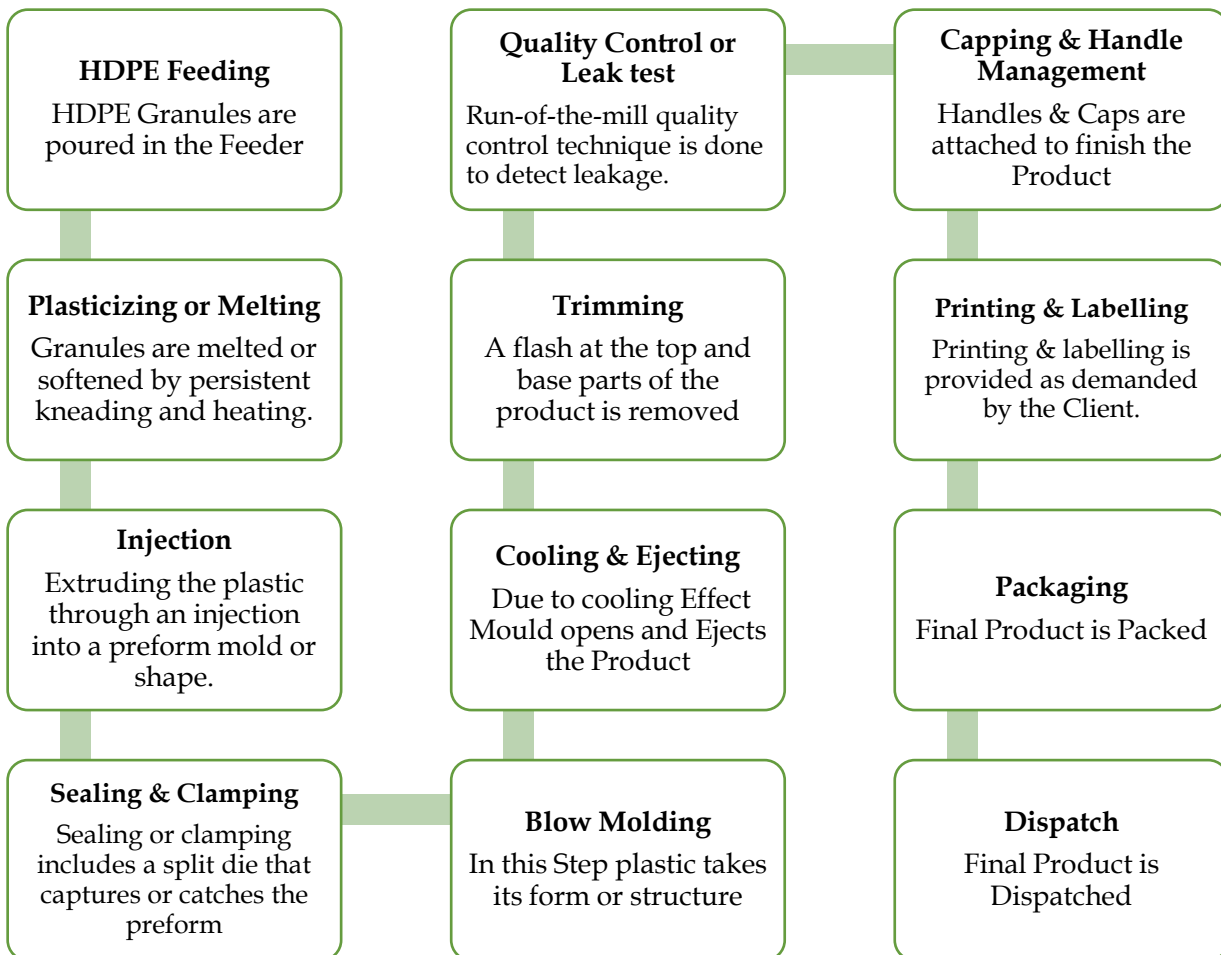 HDPE Feeding
HDPE Granules are
poured in the Feeder
Plasticizing or Melting
Granules are melted or
softened by persistent
kneading and heating.
Injection
Extruding the plastic
through an injection
into a preform mold or
shape.
Sealing & Clamping
Sealing or clamping
includes a split die that
captures or catches the
preform
Blow Molding
In this Step plastic takes
its form or structure
Cooling & Ejecting
Due to cooling Effect
Mould opens and Ejects
the Product
Trimming
A flash at the top and
base parts of the
product is removed
Quality Control or
Leak test
Run-of-the-mill quality
control technique is done
to detect leakage.
Capping & Handle
Management
Handles & Caps are
attached to finish the
Product
Printing & Labelling
Printing & labelling is
provided as demanded
by the Client.
Packaging
Final Product is Packed
Dispatch
Final Product is
Dispatched